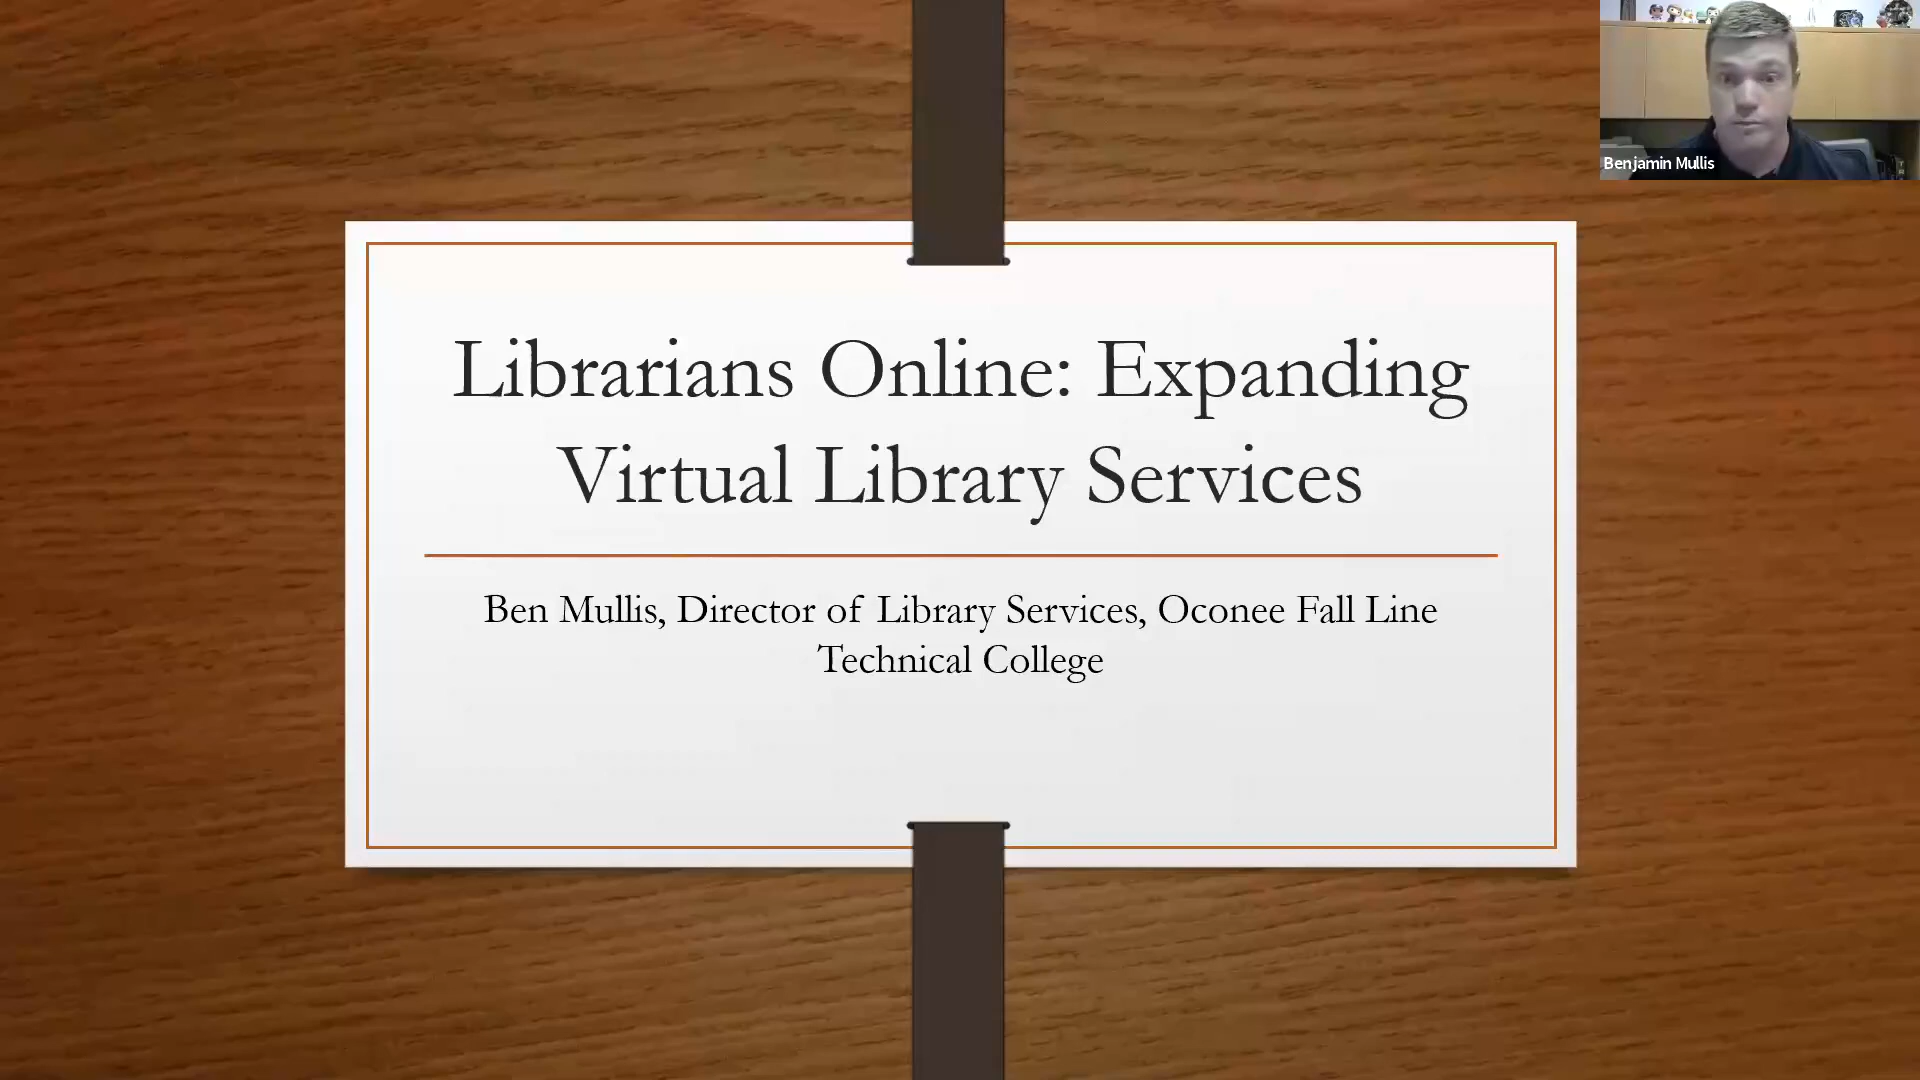 Benjamin Mullis
Librarians Online: Expanding
Virtual Library Services
Ben Mullis, Director of Library Services, Oconee Fall Line
Technical College